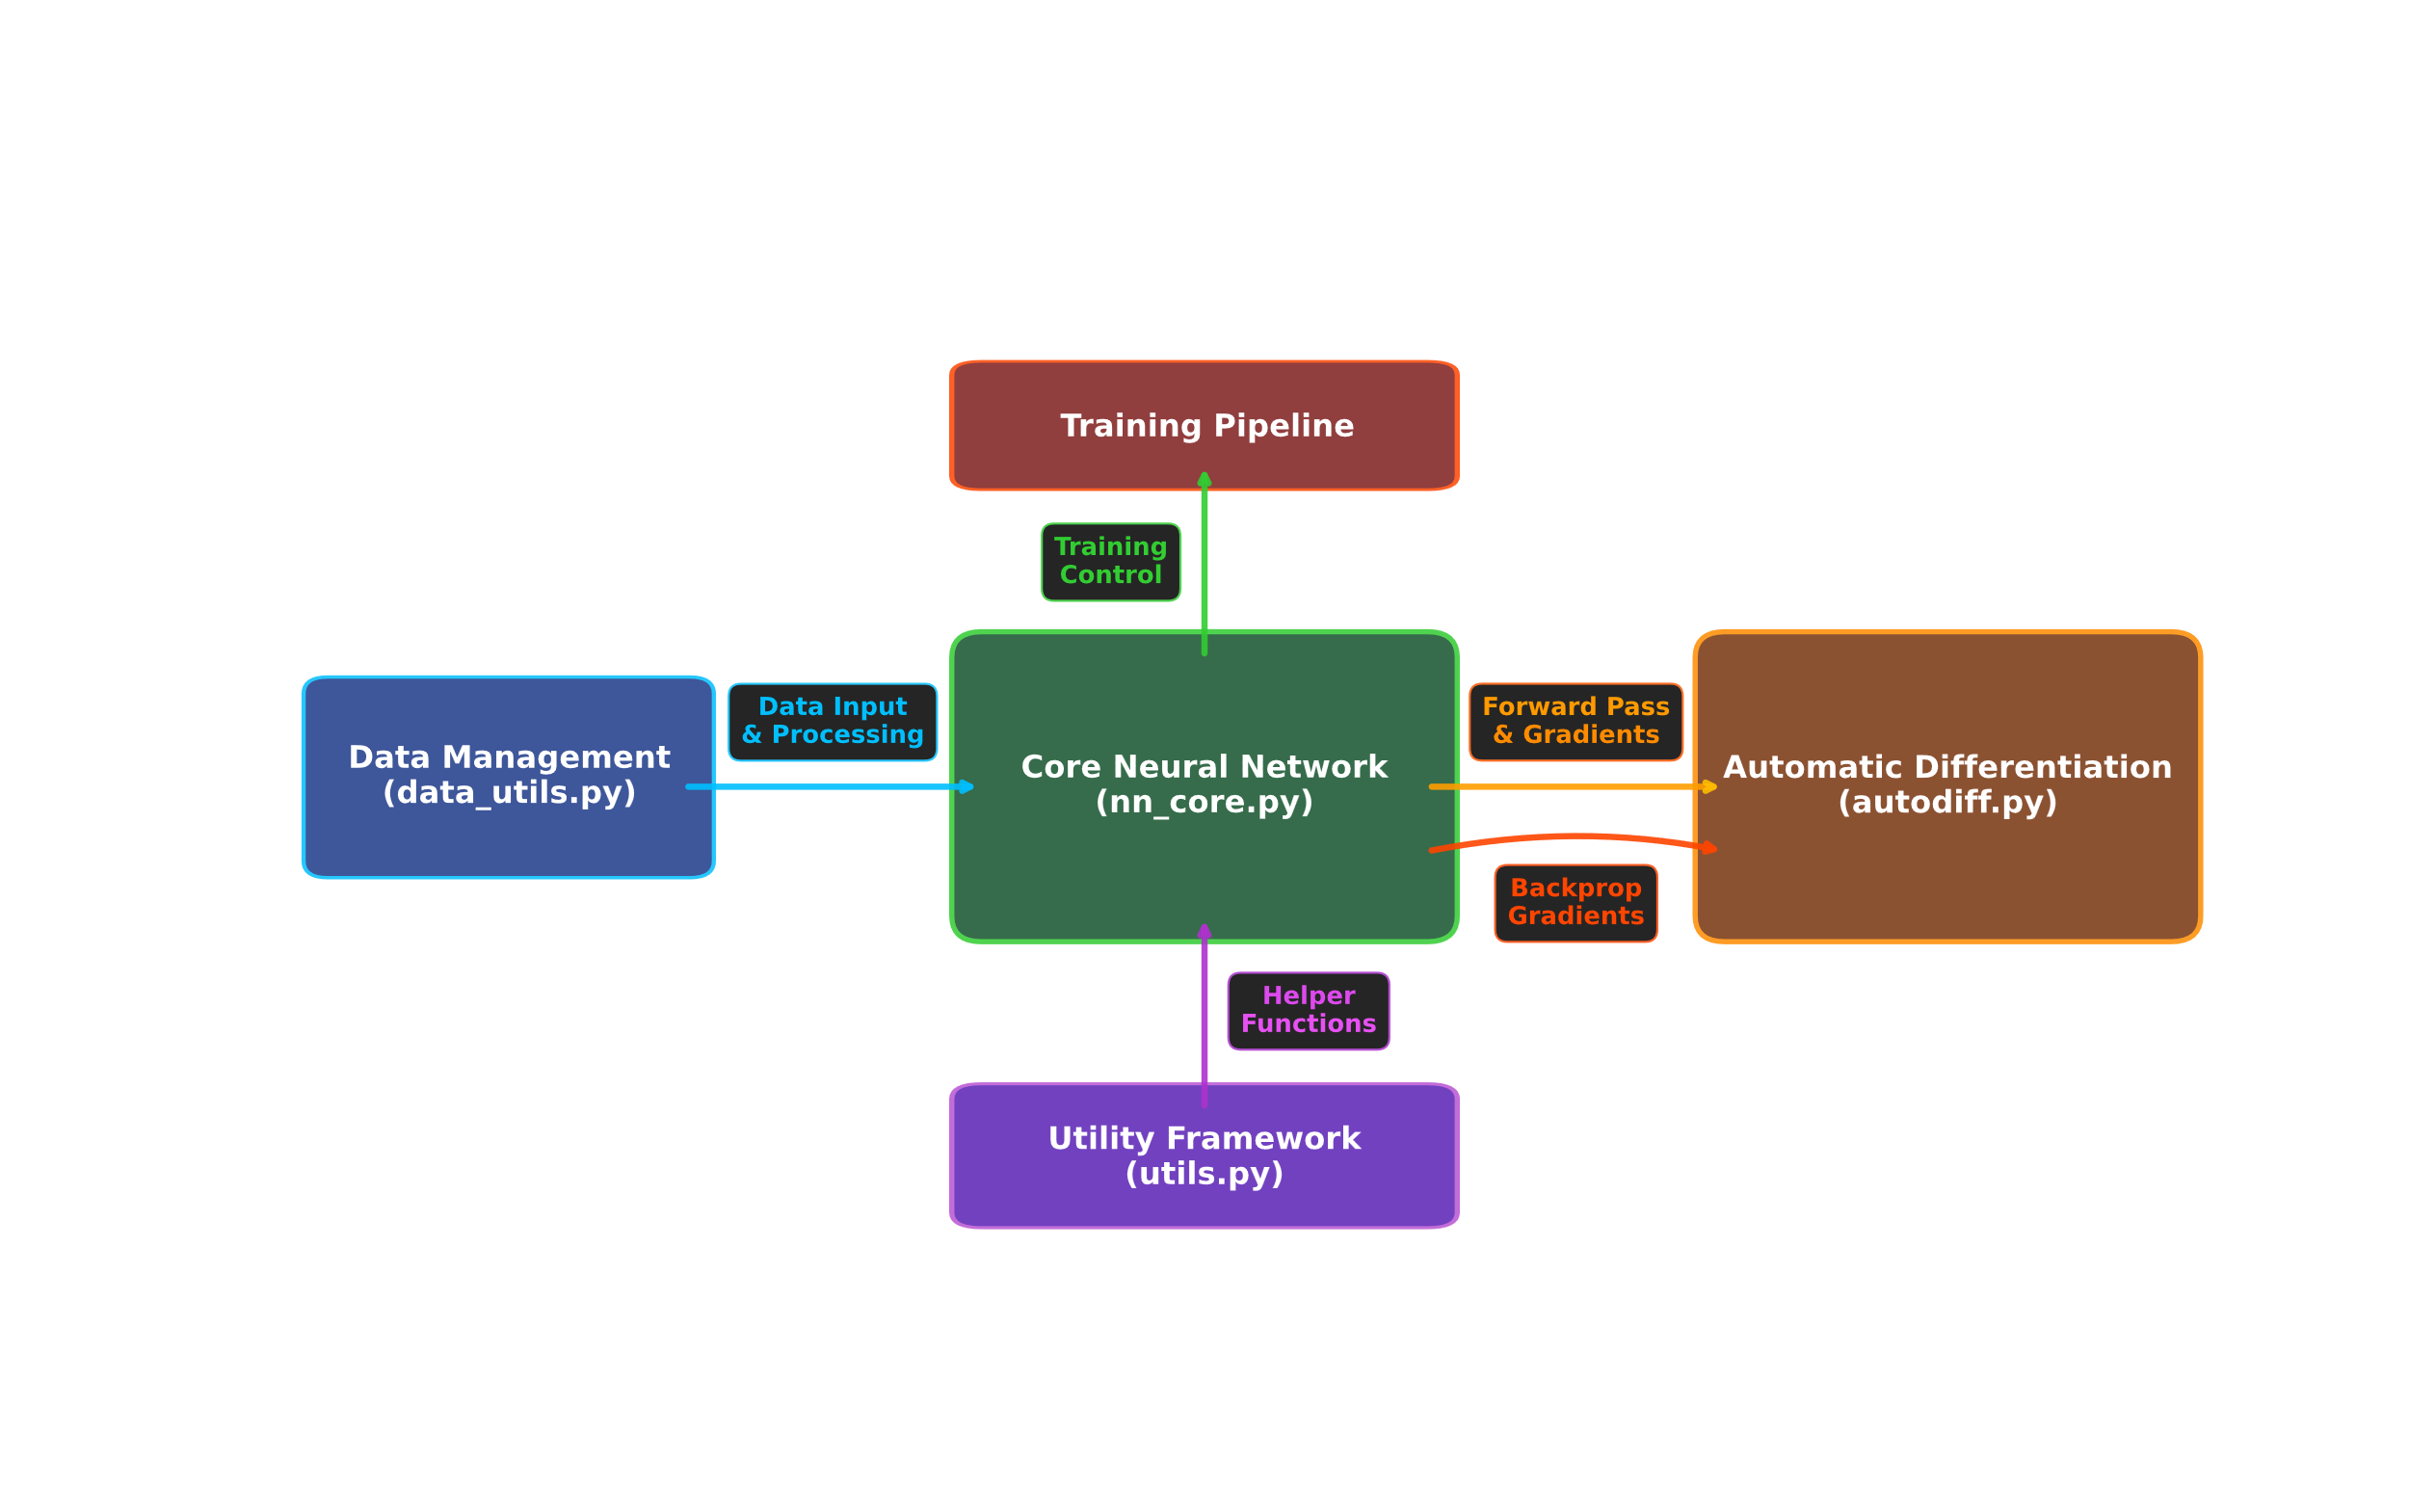 Training Pipeline
Training
Control
Data Management
(data_utils.py)
Data Input
& Processing
Core Neural Network
(nn_core.py)
Forward Pass
& Gradients
Backprop
Gradients
Automatic Differentiation
(autodiff.py)
Helper
Functions
Utility Framework
(utils.py)